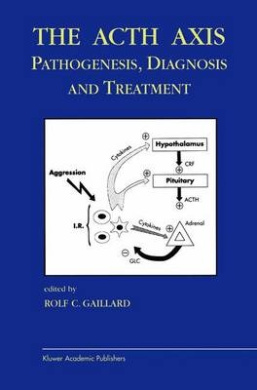 THE ACTH AXIS
PATHOGENESIS, DIAGNOSIS
AND TREATMENT
Cytokines
Hypothalamus
CRF
Aggression
Pituitary
ACTH
I.R.
Cytokines
Adrenal
GLC
edited by
ROLF C. GAILLARD
Kluwer Academic Publishers